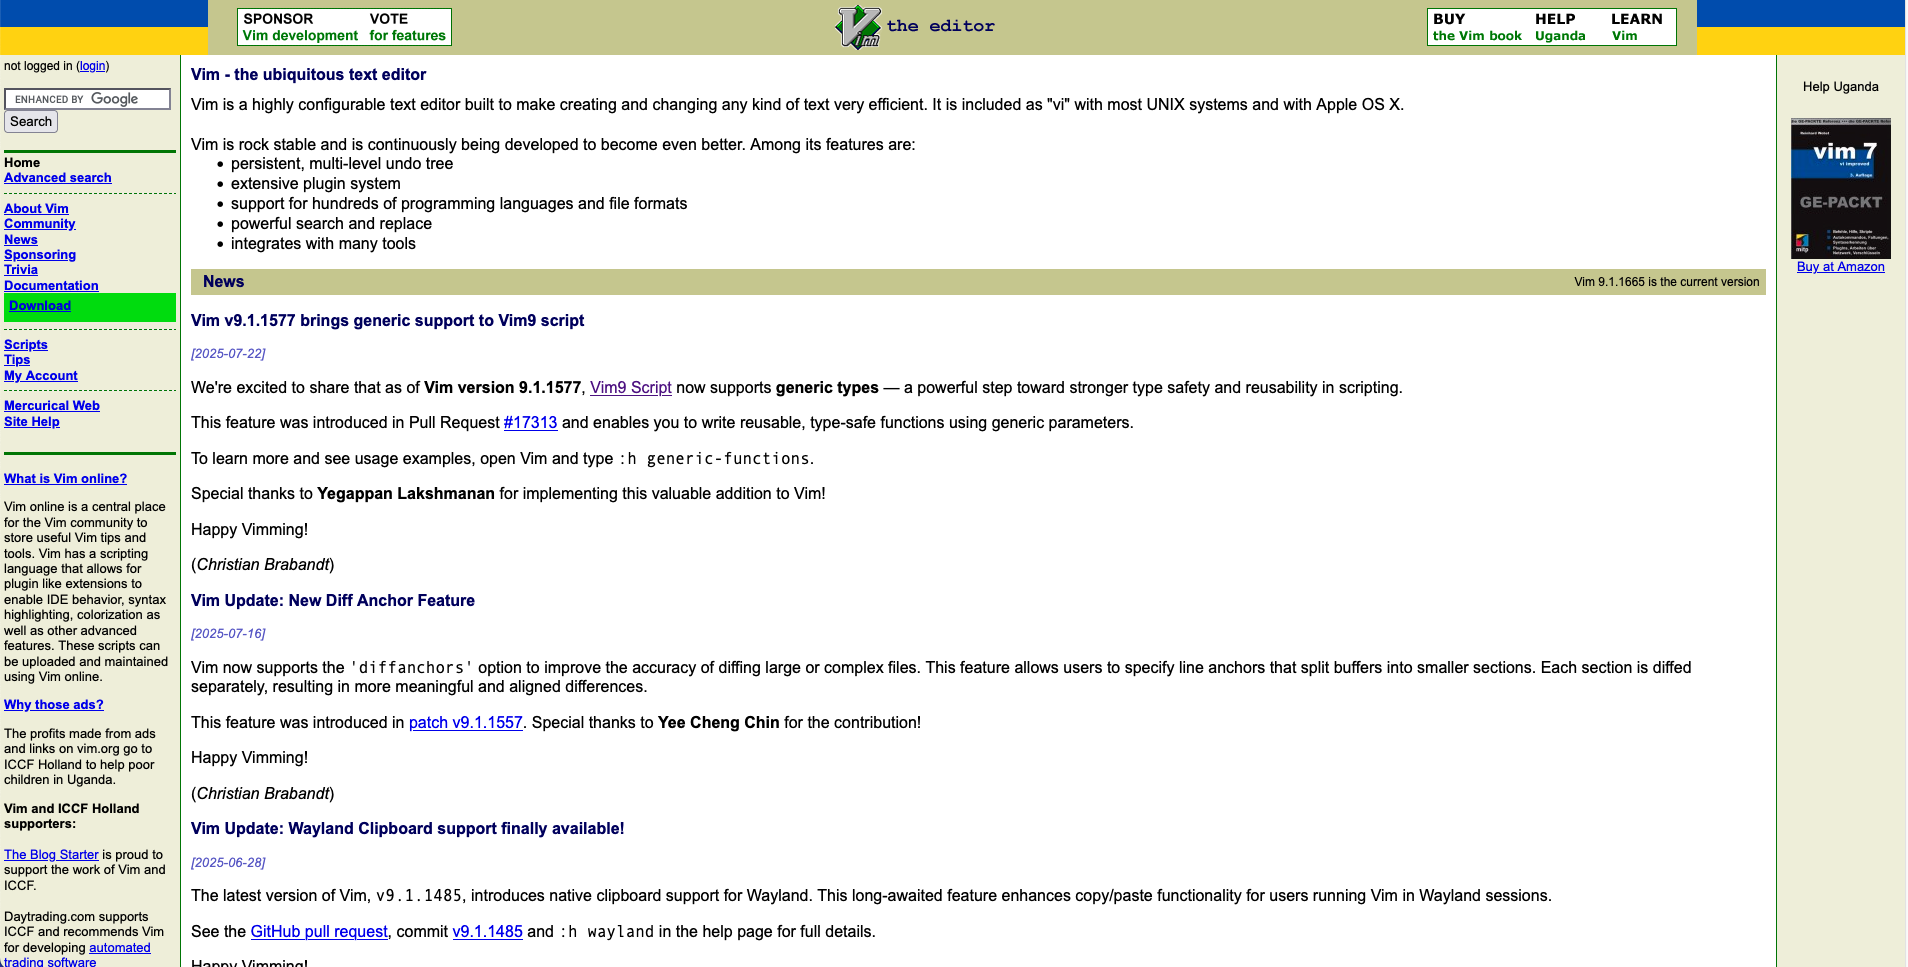 SPONSOR VOTE
Vim development for features
Vim the editor
BUY HELP LEARN
the Vim book Uganda Vim
not logged in (login)
ENHANCED BY Google
Search
Home
Advanced search
About Vim
Community
News
Sponsoring
Trivia
Documentation
Download
Scripts
Tips
My Account
Mercurical Web
Site Help
What is Vim online?
Vim online is a central place
for the Vim community to
store useful Vim tips and
tools. Vim has a scripting
language that allows for
plugin like extensions to
enable IDE behavior, syntax
highlighting, colorization as
well as other advanced
features. These scripts can
be uploaded and maintained
using Vim online.
Why those ads?
The profits made from ads
and links on vim.org go to
ICCF Holland to help poor
children in Uganda.
Vim and ICCF Holland
supporters:
The Blog Starter is proud to
support the work of Vim and
ICCF.
Daytrading.com supports
ICCF and recommends Vim
for developing automated
trading software
Vim - the ubiquitous text editor
Vim is a highly configurable text editor built to make creating and changing any kind of text very efficient. It is included as "vi" with most UNIX systems and with Apple OS X.
Vim is rock stable and is continuously being developed to become even better. Among its features are:
• persistent, multi-level undo tree
• extensive plugin system
• support for hundreds of programming languages and file formats
• powerful search and replace
• integrates with many tools
News Vim 9.1.1665 is the current version
Vim v9.1.1577 brings generic support to Vim9 script
[2025-07-22]
We're excited to share that as of Vim version 9.1.1577, Vim9 Script now supports generic types — a powerful step toward stronger type safety and reusability in scripting.
This feature was introduced in Pull Request #17313 and enables you to write reusable, type-safe functions using generic parameters.
To learn more and see usage examples, open Vim and type :h generic-functions.
Special thanks to Yegappan Lakshmanan for implementing this valuable addition to Vim!
Happy Vimming!
(Christian Brabandt)
Vim Update: New Diff Anchor Feature
[2025-07-16]
Vim now supports the 'diffanchors' option to improve the accuracy of diffing large or complex files. This feature allows users to specify line anchors that split buffers into smaller sections. Each section is diffed
separately, resulting in more meaningful and aligned differences.
This feature was introduced in patch v9.1.1557. Special thanks to Yee Cheng Chin for the contribution!
Happy Vimming!
(Christian Brabandt)
Vim Update: Wayland Clipboard support finally available!
[2025-06-28]
The latest version of Vim, v9.1.1485, introduces native clipboard support for Wayland. This long-awaited feature enhances copy/paste functionality for users running Vim in Wayland sessions.
See the GitHub pull request, commit v9.1.1485 and :h wayland in the help page for full details.
Happy Vimming!
Help Uganda
Reinhard Wobst
vim 7
vi improved
3. Auflage
GE-PACKT
mitp
Buy at Amazon